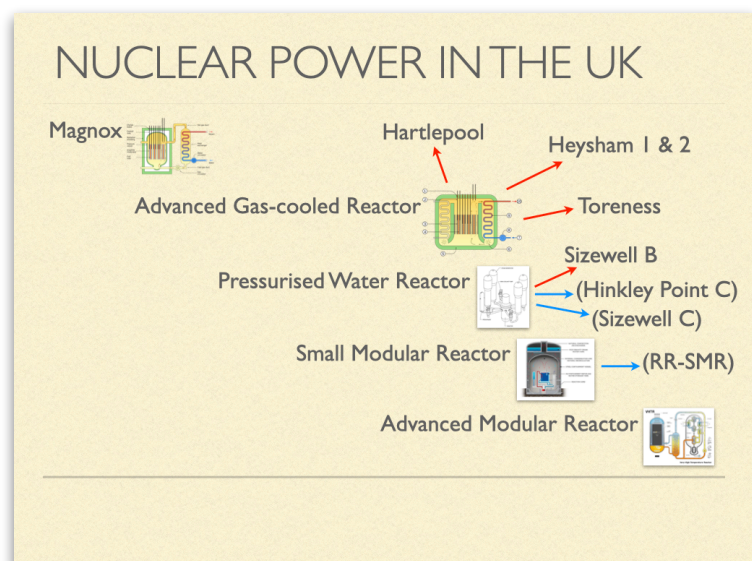 NUCLEAR POWER IN THE UK
Magnox
Hartlepool
Heysham 1 & 2
Advanced Gas-cooled Reactor
Toreness
Sizewell B
Pressurised Water Reactor
(Hinkley Point C)
(Sizewell C)
Small Modular Reactor
(RR-SMR)
Advanced Modular Reactor